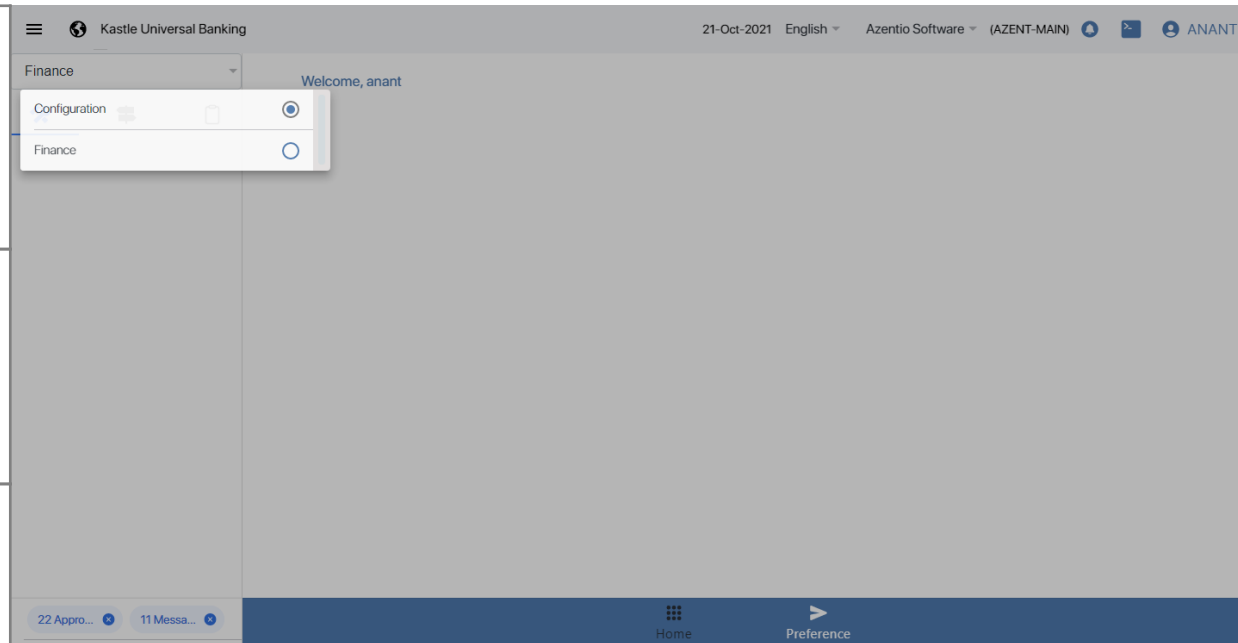 Kastle Universal Banking 21-Oct-2021 English Azentio Software (AZENT-MAIN) ANANT
Finance
Welcome, anant
Configuration
Finance
22 Appro... 11 Messa...
Home Preference